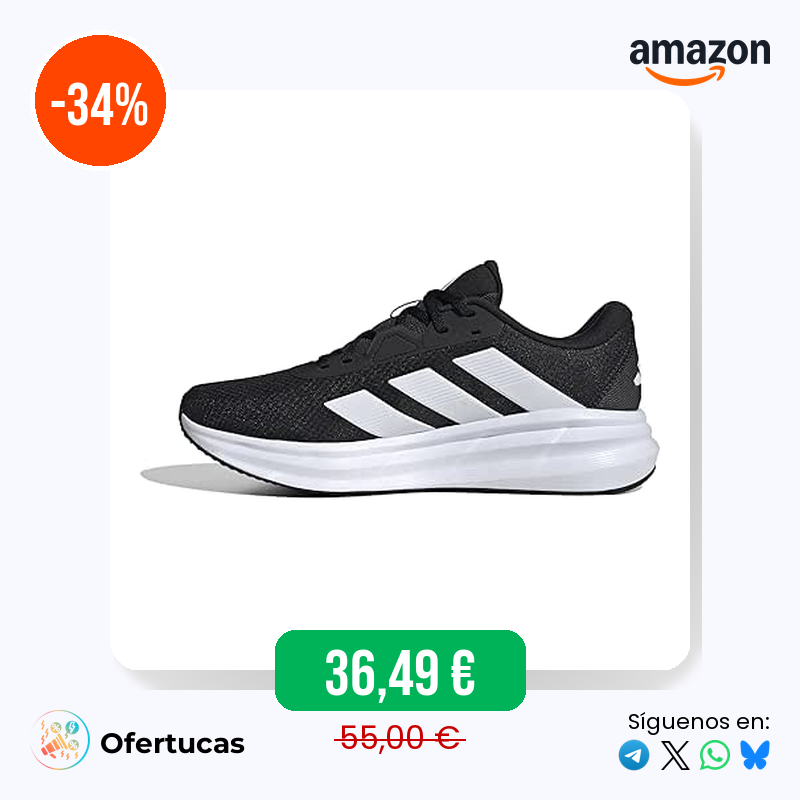 -34%
amazon
36,49 €
55,00 €
Ofertucas
Síguenos en: